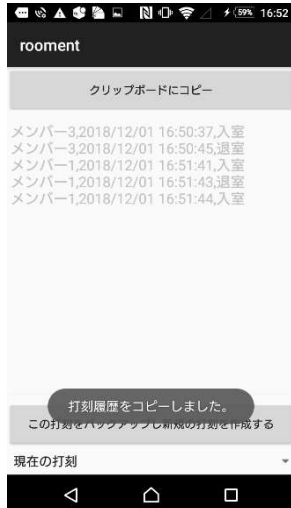 59% 16:52
rooment
クリップボードにコピー
メンバー3,2018/12/01 16:50:37,入室
メンバー3,2018/12/01 16:50:45,退室
メンバー1,2018/12/01 16:51:41,入室
メンバー1,2018/12/01 16:51:43,退室
メンバー1,2018/12/01 16:51:44,入室
打刻履歴をコピーしました。
この打刻をバックアップし新規の打刻を作成する
現在の打刻